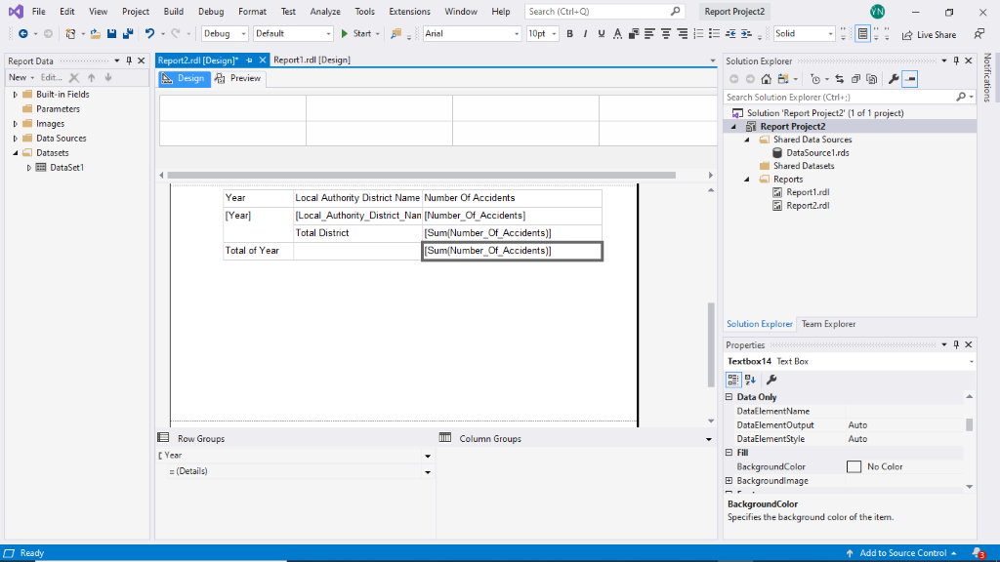 File Edit View Project Build Debug Format Test Analyze Tools Extensions Window Help Search (Ctrl+Q) Report Project2 YN
Debug Default Start Arial 10pt B I U A Solid Live Share
Report Data
New Edit...
Built-in Fields
Parameters
Images
Data Sources
Datasets
DataSet1
Report2.rdl [Design]* Report1.rdl [Design]
Design Preview
Year Local Authority District Name Number Of Accidents
[Year] [Local_Authority_District_Nan [Number_Of_Accidents]
Total District [Sum(Number_Of_Accidents)]
Total of Year [Sum(Number_Of_Accidents)]
Row Groups Column Groups
[ Year
= (Details)
Solution Explorer
Search Solution Explorer (Ctrl+;)
Solution 'Report Project2' (1 of 1 project)
Report Project2
Shared Data Sources
DataSource1.rds
Shared Datasets
Reports
Report1.rdl
Report2.rdl
Solution Explorer Team Explorer
Properties
Textbox14 Text Box
Data Only
DataElementName
DataElementOutput Auto
DataElementStyle Auto
Fill
BackgroundColor No Color
BackgroundImage
BackgroundColor
Specifies the background color of the item.
Notifications
Ready Add to Source Control 3